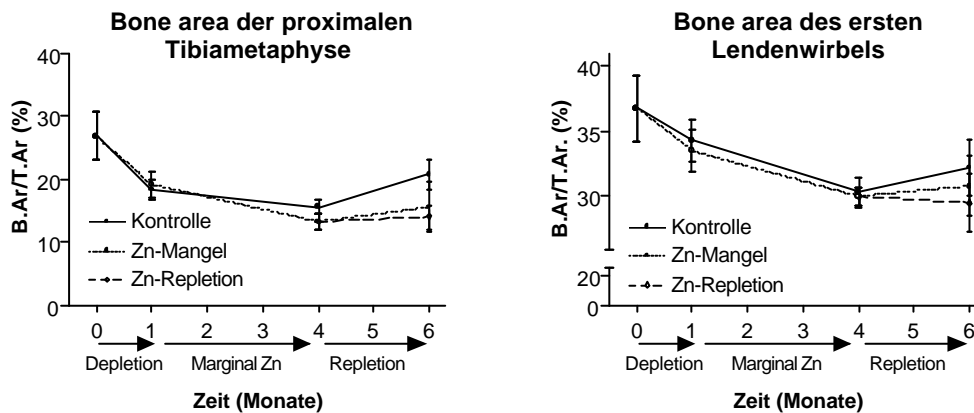 Bone area der proximalen
Tibiametaphyse
B.Ar/T.Ar (%)
40
30
20
10
0
Kontrolle
Zn-Mangel
Zn-Repletion
0 1 2 3 4 5 6
Depletion Marginal Zn Repletion
Zeit (Monate)
Bone area des ersten
Lendenwirbels
B.Ar/T.Ar. (%)
40
35
30
20
0
Kontrolle
Zn-Mangel
Zn-Repletion
0 1 2 3 4 5 6
Depletion Marginal Zn Repletion
Zeit (Monate)